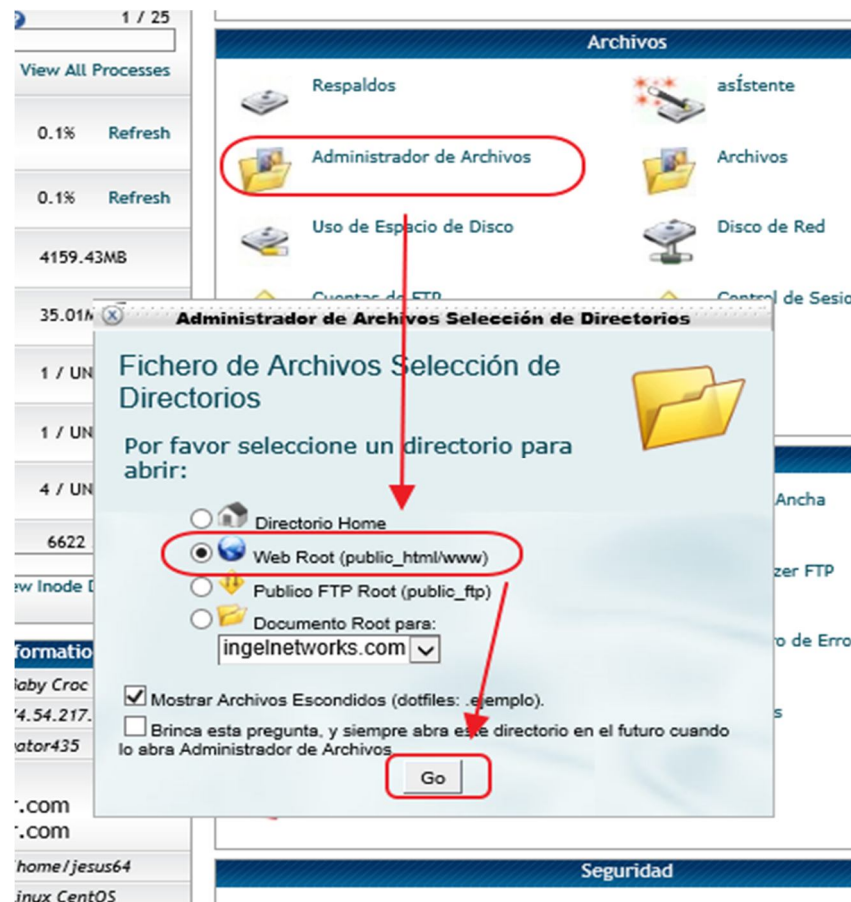 1 / 25
View All Processes
0.1% Refresh
0.1% Refresh
4159.43MB
35.01M
1 / UN
1 / UN
4 / UN
6622
ew Inode D
formatio
Baby Croc
74.54.217.
ator435
r.com
r.com
home/jesus64
inux CentOS
Archivos
Respaldos
asÍstente
Administrador de Archivos
Archivos
Uso de Espacio de Disco
Disco de Red
Cuentas de FTP
Control de Sesio
Administrador de Archivos Selección de Directorios
Fichero de Archivos Selección de
Directorios
Por favor seleccione un directorio para
abrir:
Directorio Home
Web Root (public_html/www)
Publico FTP Root (public_ftp)
Documento Root para:
ingelnetworks.com
Mostrar Archivos Escondidos (dotfiles: .ejemplo).
Brinca esta pregunta, y siempre abra este directorio en el futuro cuando
lo abra Administrador de Archivos
Go
Ancha
zer FTP
o de Erro
s
Seguridad